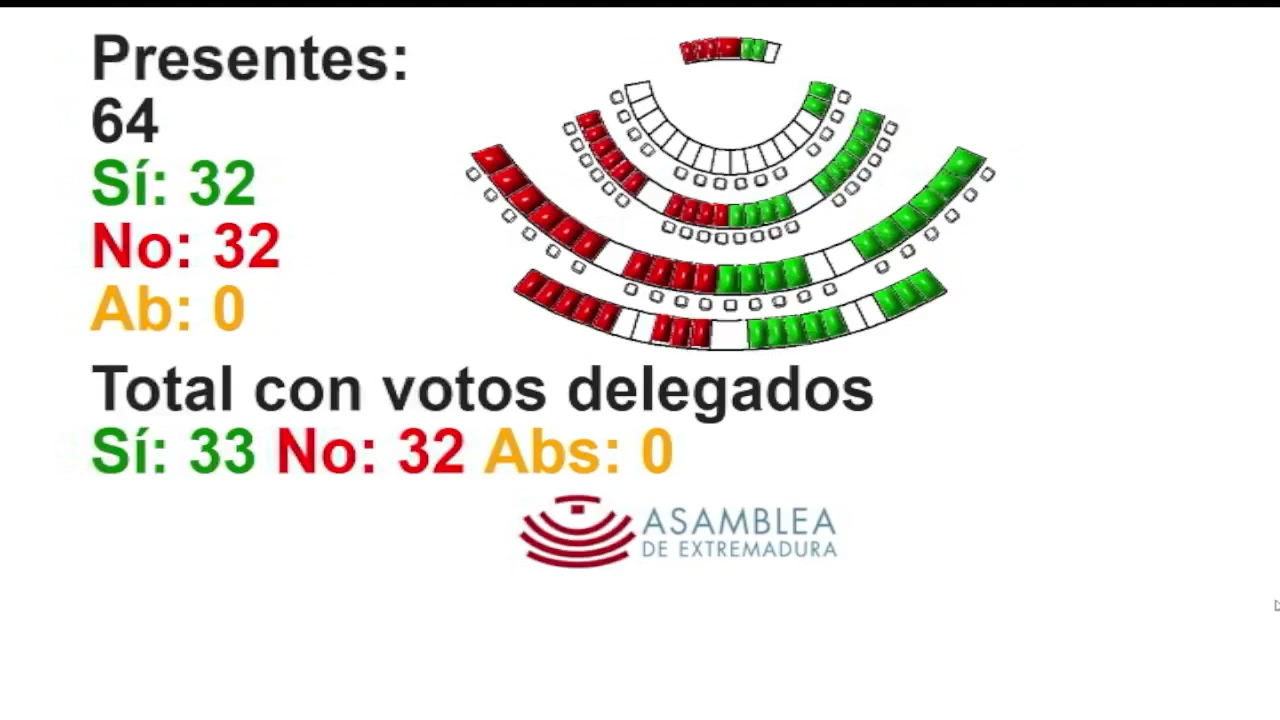 Presentes:
64
Sí: 32
No: 32
Ab: 0
Total con votos delegados
Sí: 33 No: 32 Abs: 0
ASAMBLEA
DE EXTREMADURA